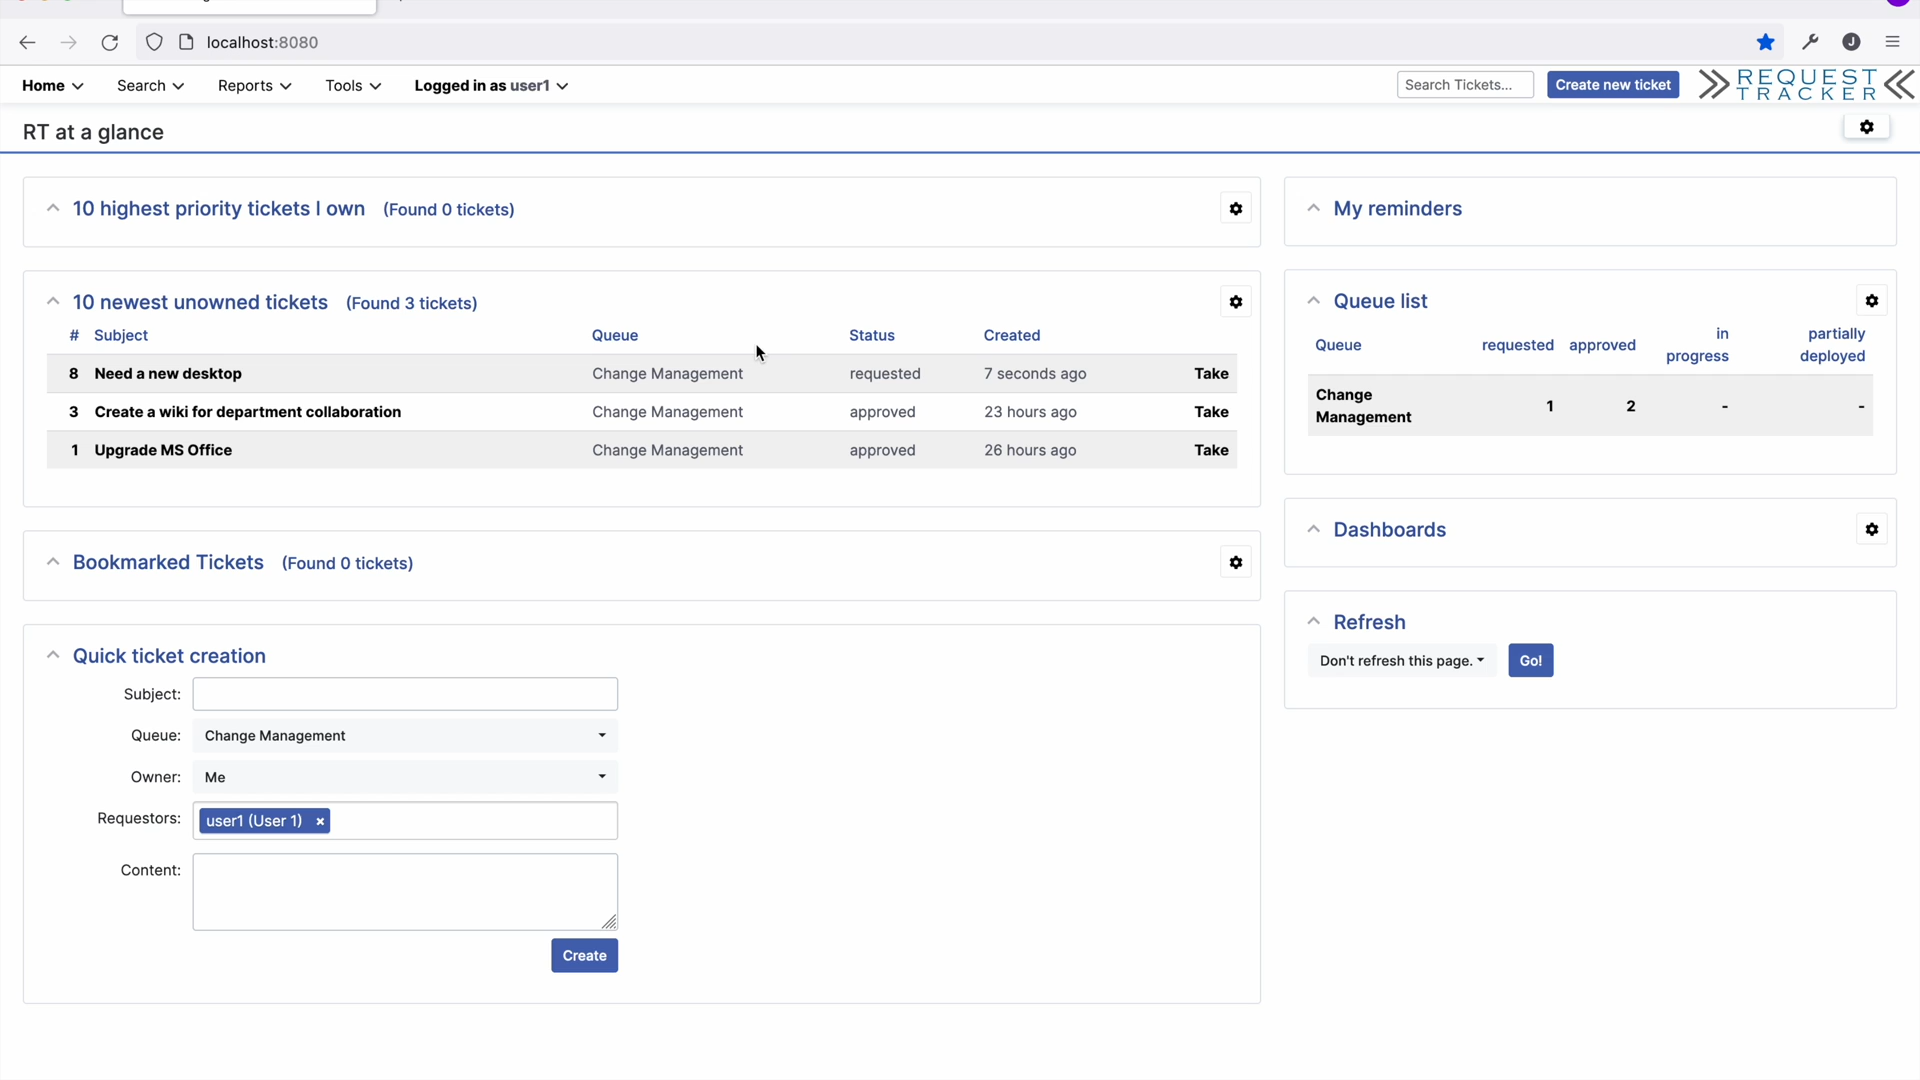 localhost:8080
J
Home Search Reports Tools Logged in as user1 Search Tickets... Create new ticket REQUEST TRACKER
RT at a glance
10 highest priority tickets I own (Found 0 tickets)
10 newest unowned tickets (Found 3 tickets)
# Subject Queue Status Created
8 Need a new desktop Change Management requested 7 seconds ago Take
3 Create a wiki for department collaboration Change Management approved 23 hours ago Take
1 Upgrade MS Office Change Management approved 26 hours ago Take
Bookmarked Tickets (Found 0 tickets)
Quick ticket creation
Subject:
Queue: Change Management
Owner: Me
Requestors: user1 (User 1) ×
Content:
Create
My reminders
Queue list
Queue requested approved in progress partially deployed
Change Management 1 2 - -
Dashboards
Refresh
Don't refresh this page. Go!